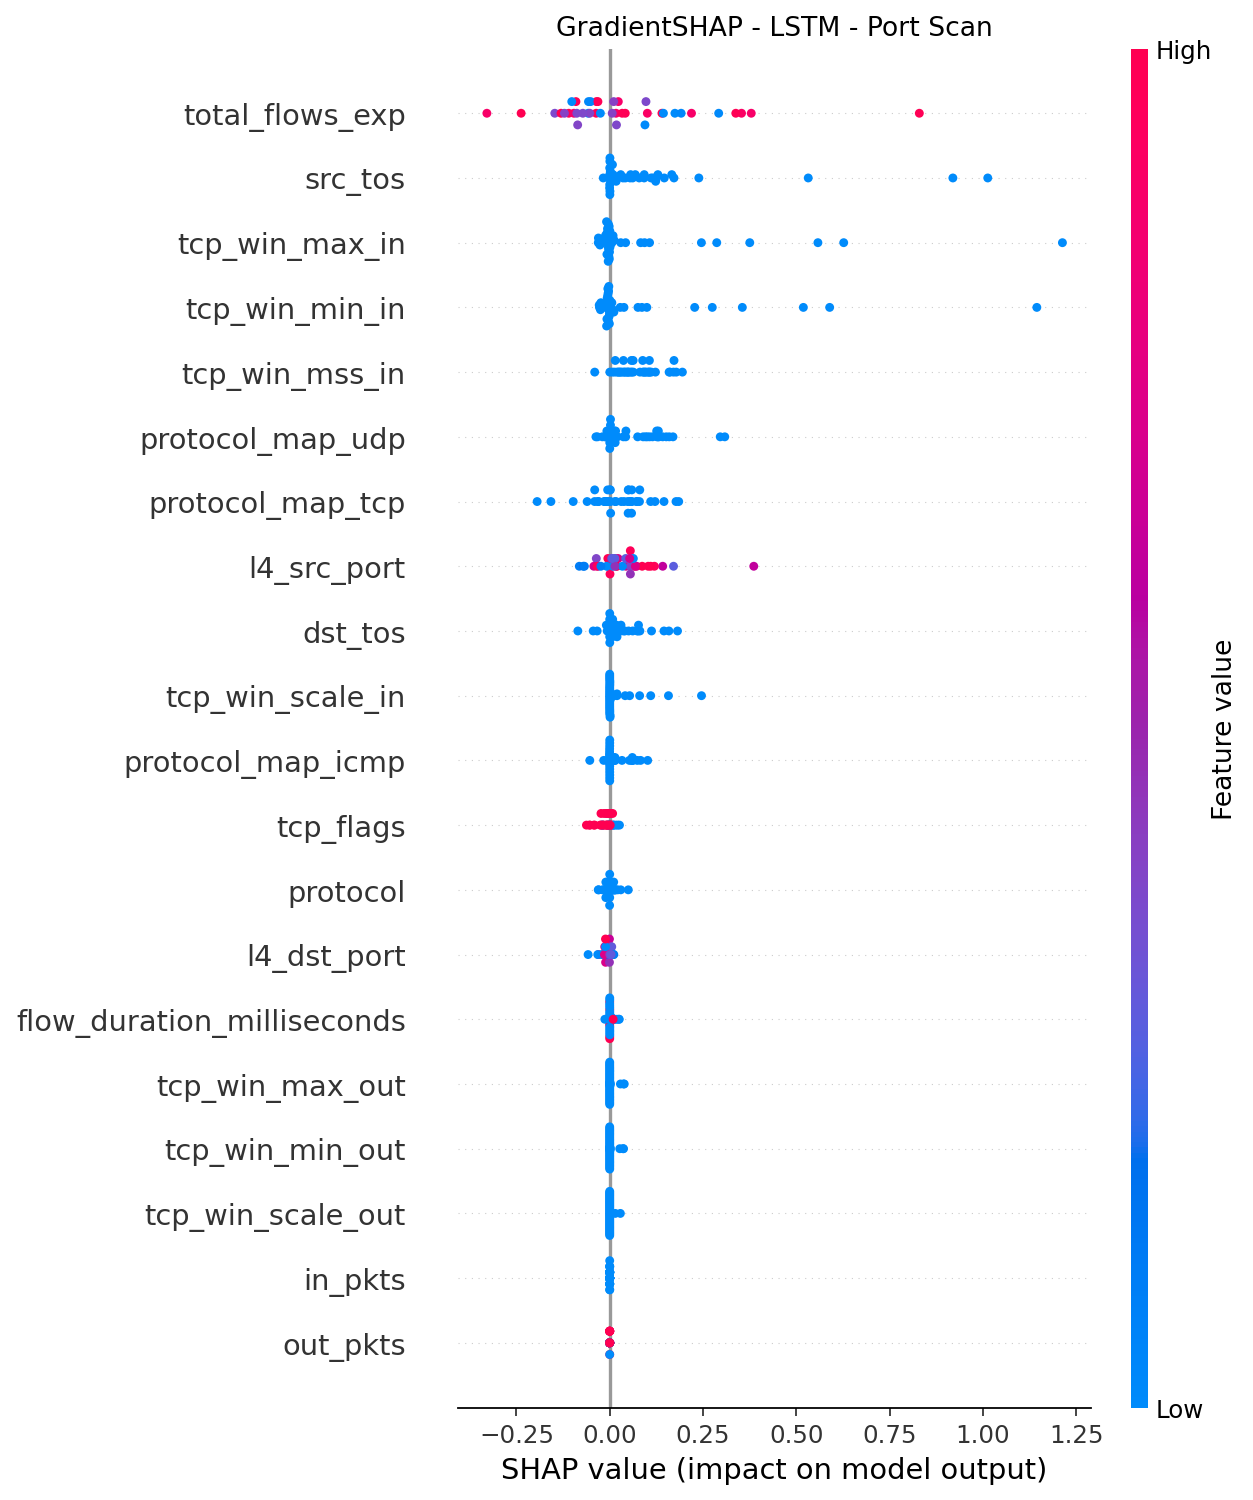 GradientSHAP - LSTM - Port Scan
High
total_flows_exp
src_tos
tcp_win_max_in
tcp_win_min_in
tcp_win_mss_in
protocol_map_udp
protocol_map_tcp
l4_src_port
dst_tos
tcp_win_scale_in
protocol_map_icmp
tcp_flags
protocol
l4_dst_port
flow_duration_milliseconds
tcp_win_max_out
tcp_win_min_out
tcp_win_scale_out
in_pkts
out_pkts
Feature value
Low
−0.25 0.00 0.25 0.50 0.75 1.00 1.25
SHAP value (impact on model output)